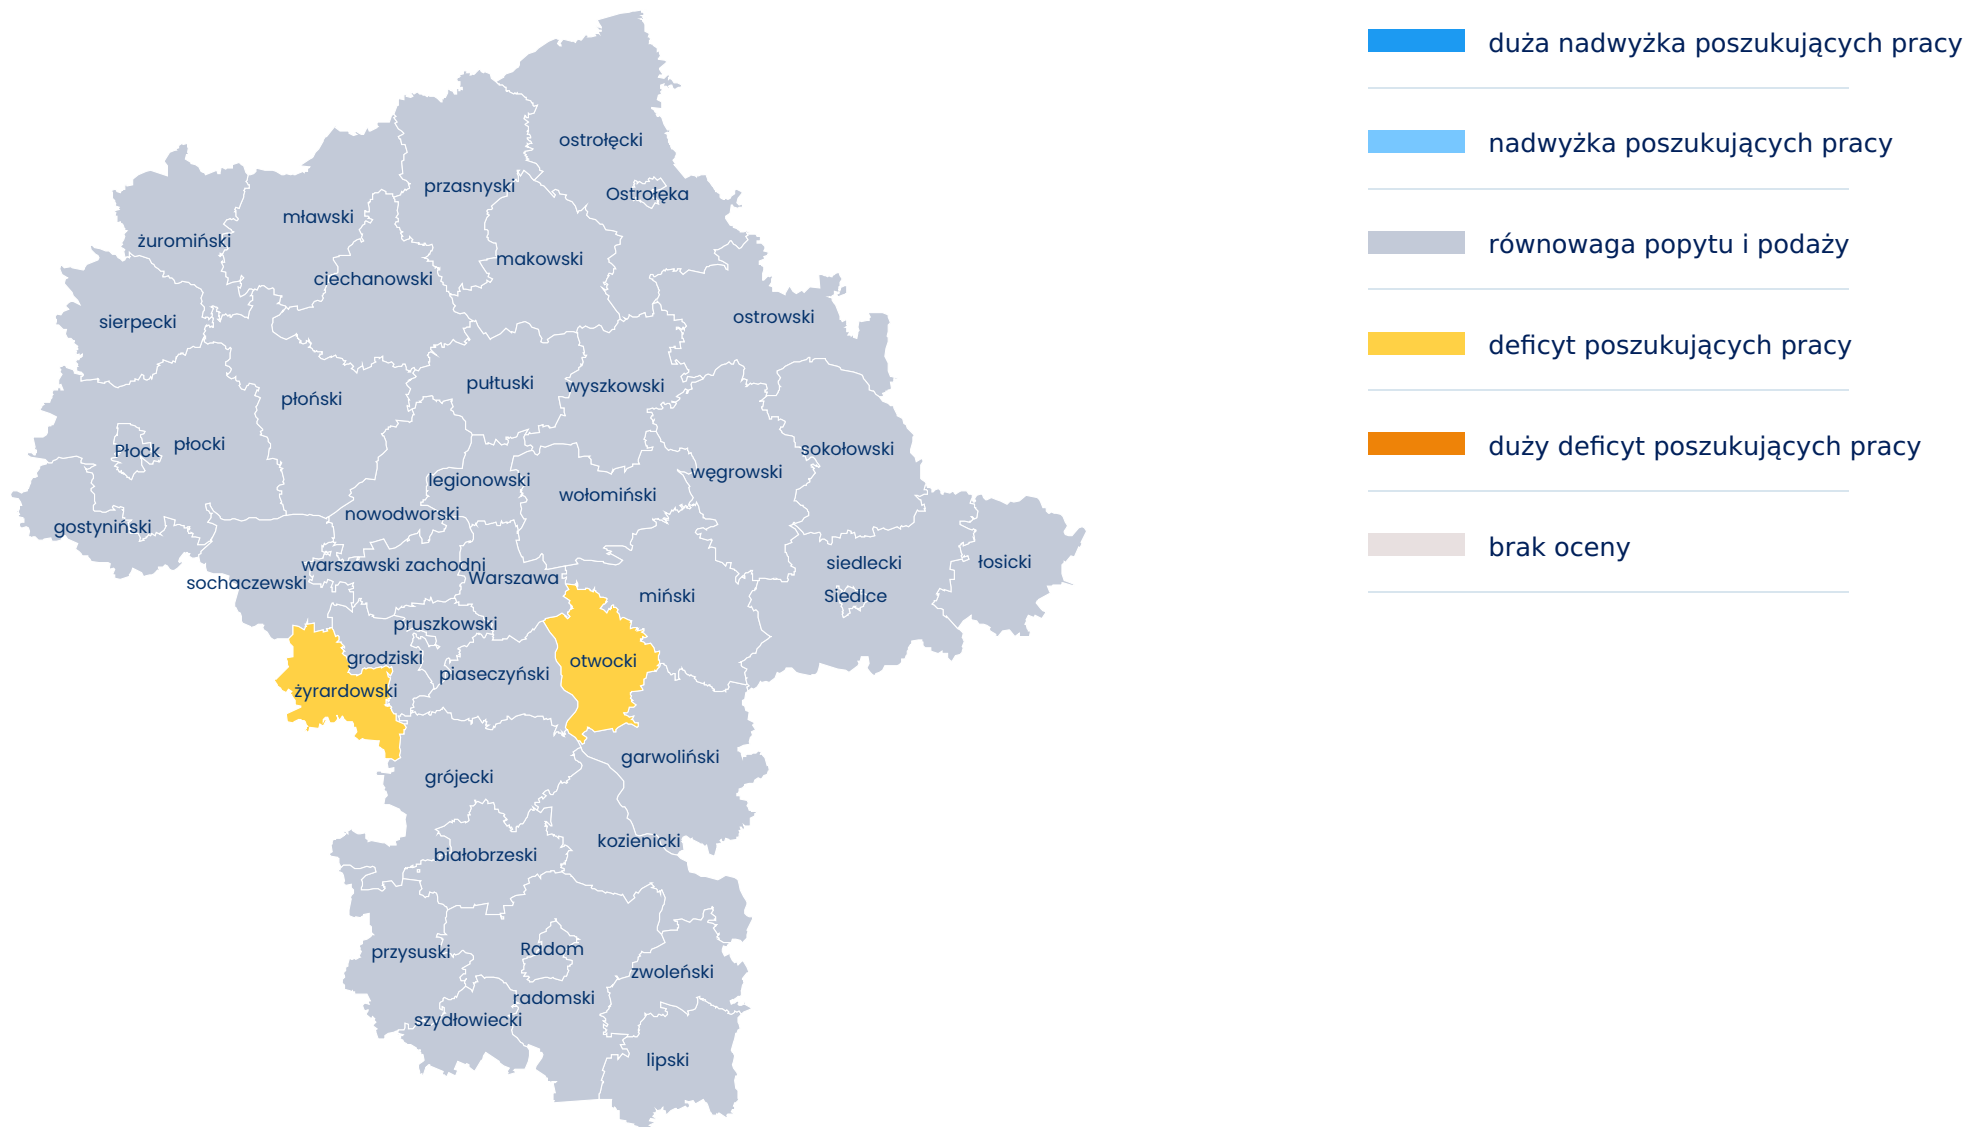 ostrołęcki
przasnyski
Ostrołęka
mławski
żuromiński
makowski
ciechanowski
ostrowski
sierpecki
pułtuski
wyszkowski
płoński
płocki
Płock
sokołowski
węgrowski
legionowski
wołomiński
nowodworski
gostyniński
siedlecki
łosicki
warszawski zachodni
Warszawa
sochaczewski
miński
Siedlce
pruszkowski
grodziski
otwocki
piaseczyński
żyrardowski
garwoliński
grójecki
kozienicki
białobrzeski
przysuski
Radom
zwoleński
radomski
szydłowiecki
lipski
duża nadwyżka poszukujących pracy
nadwyżka poszukujących pracy
równowaga popytu i podaży
deficyt poszukujących pracy
duży deficyt poszukujących pracy
brak oceny